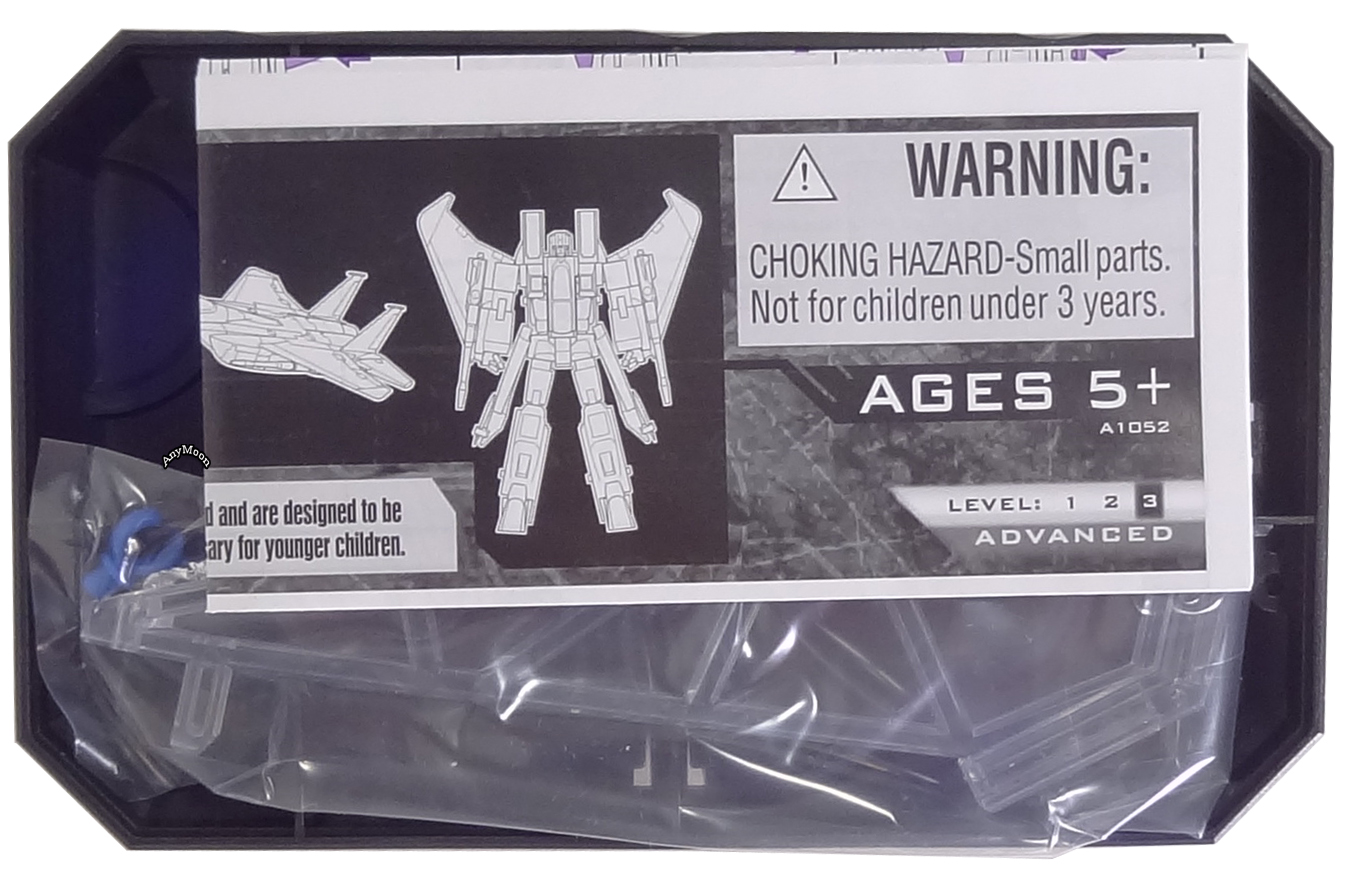 WARNING:
CHOKING HAZARD-Small parts.
Not for children under 3 years.
AGES 5+
A1052
LEVEL: 1 2 3
ADVANCED
d and are designed to be
ary for younger children.
AnyMoon